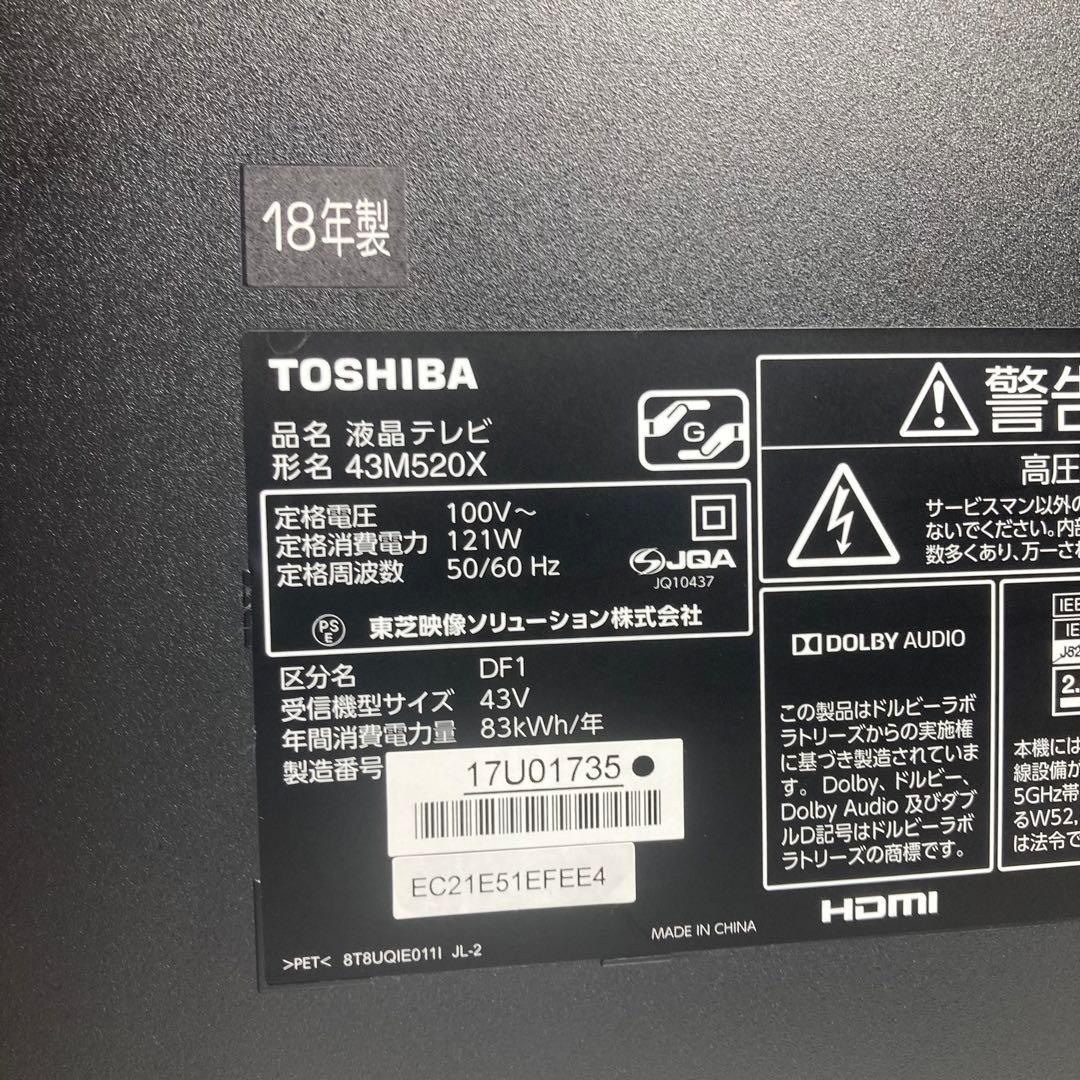 18年製
TOSHIBA
品名 液晶テレビ
形名 43M520X
G
定格電圧 100V～
定格消費電力 121W
定格周波数 50/60 Hz
JQA
JQ10437
PS
E
東芝映像ソリューション株式会社
区分名 DF1
受信機型サイズ 43V
年間消費電力量 83kWh/年
製造番号 17U01735
EC21E51EFEE4
MADE IN CHINA
>PET< 8T8UQIE011I JL-2
警告
高圧
サービスマン以外の
ないでください。内部
数多くあり、万一さ
DOLBY AUDIO
この製品はドルビーラボ
ラトリーズからの実施権
に基づき製造されていま
す。Dolby、ドルビー、
Dolby Audio 及びダブ
ルD記号はドルビーラボ
ラトリーズの商標です。
HDMI
IEE
IE
J52
2.
本機には
線設備が
5GHz帯
るW52,
は法令で